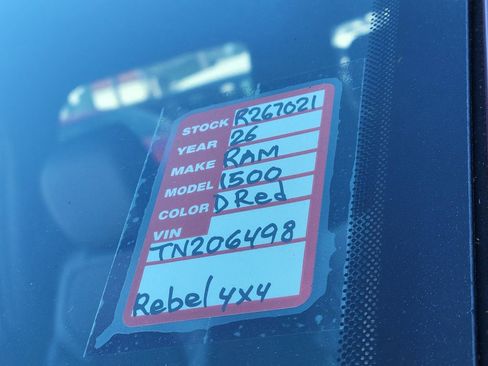 STOCK R267021
YEAR 26
MAKE RAM
MODEL 1500
COLOR D Red
VIN
TN206498
Rebel 4x4